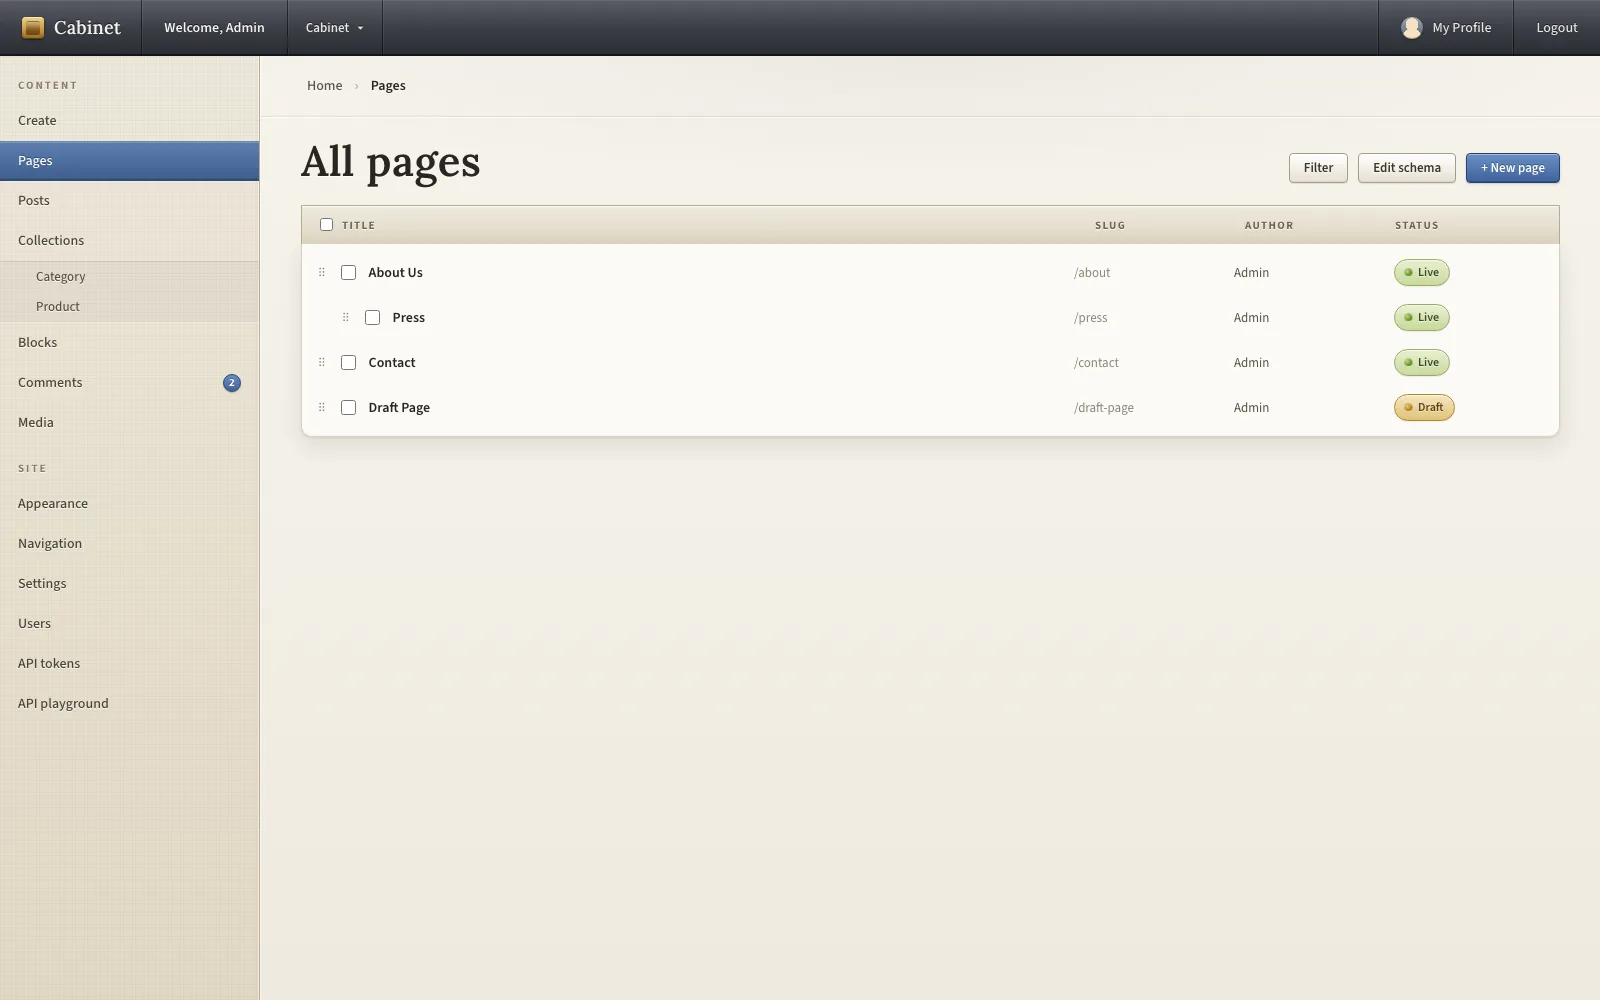 Cabinet
Welcome, Admin
Cabinet
My Profile
Logout
CONTENT
Create
Pages
Posts
Collections
Category
Product
Blocks
Comments 2
Media
SITE
Appearance
Navigation
Settings
Users
API tokens
API playground
Home › Pages
All pages
Filter
Edit schema
+ New page
TITLE SLUG AUTHOR STATUS
About Us /about Admin Live
Press /press Admin Live
Contact /contact Admin Live
Draft Page /draft-page Admin Draft